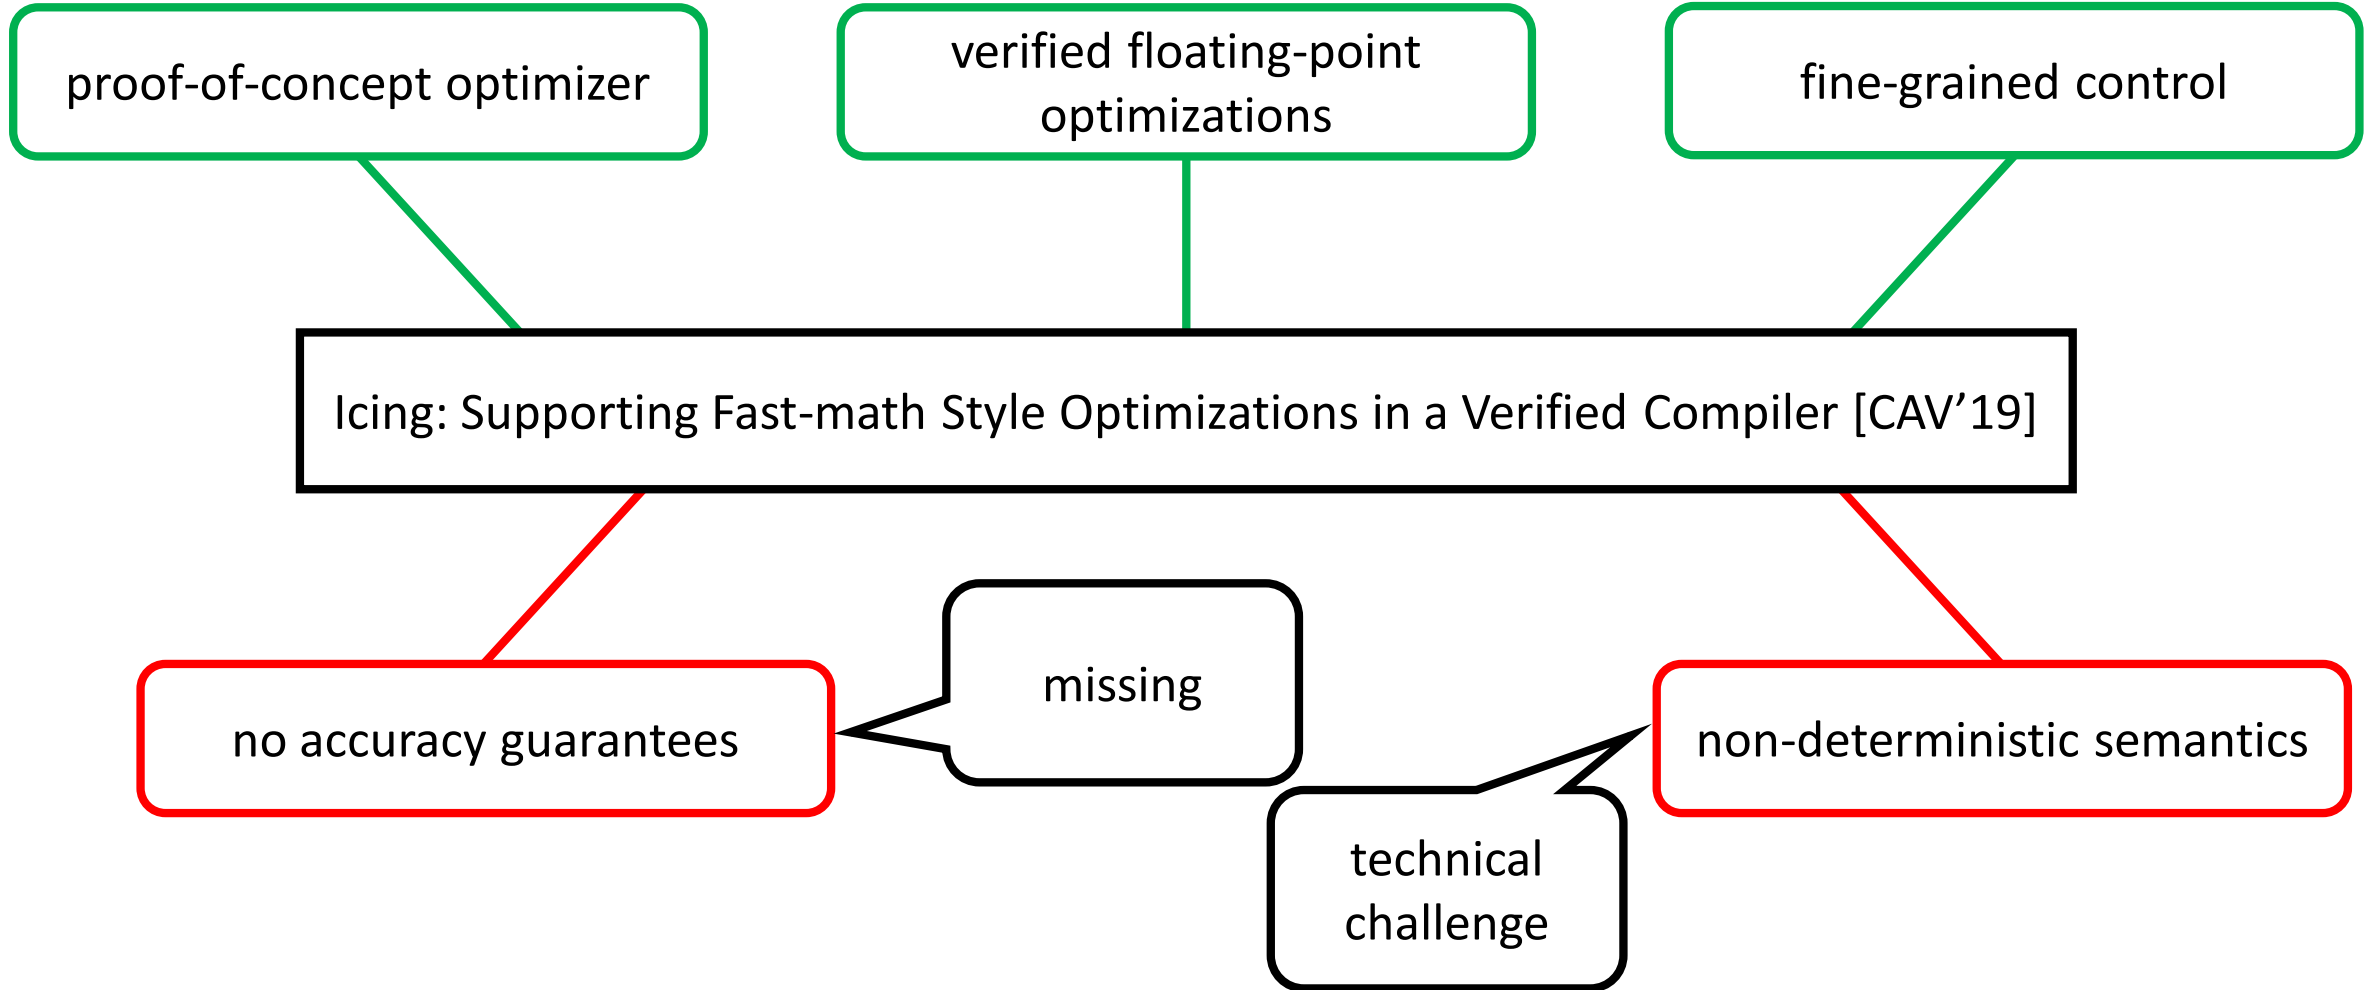 proof-of-concept optimizer
verified floating-point
optimizations
fine-grained control
Icing: Supporting Fast-math Style Optimizations in a Verified Compiler [CAV’19]
no accuracy guarantees
missing
non-deterministic semantics
technical
challenge